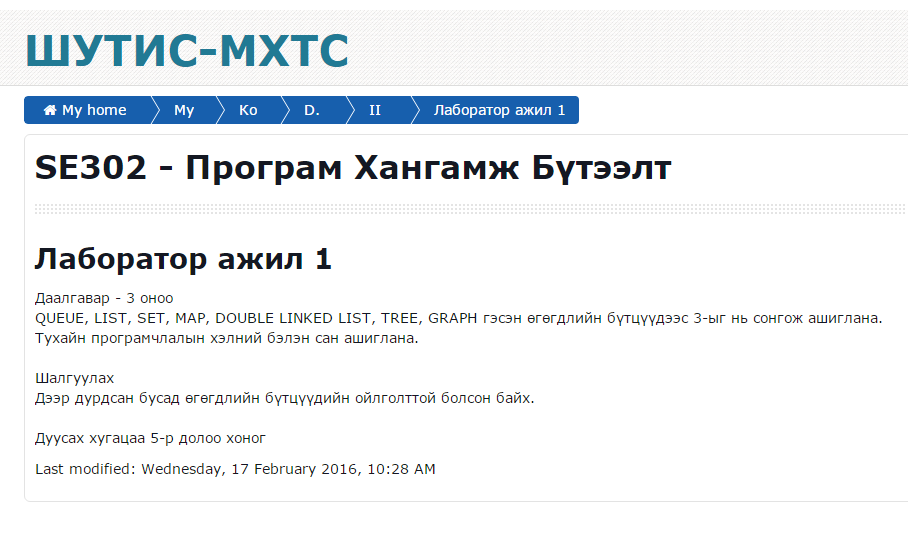 ШУТИС-МХТС
My home My Ko D. II Лаборатор ажил 1
SE302 - Програм Хангамж Бүтээлт
Лаборатор ажил 1
Даалгавар - 3 оноо
QUEUE, LIST, SET, MAP, DOUBLE LINKED LIST, TREE, GRAPH гэсэн өгөгдлийн бүтцүүдээс 3-ыг нь сонгож ашиглана.
Тухайн програмчлалын хэлний бэлэн сан ашиглана.
Шалгуулах
Дээр дурдсан бусад өгөгдлийн бүтцүүдийн ойлголттой болсон байх.
Дуусах хугацаа 5-р долоо хоног
Last modified: Wednesday, 17 February 2016, 10:28 AM